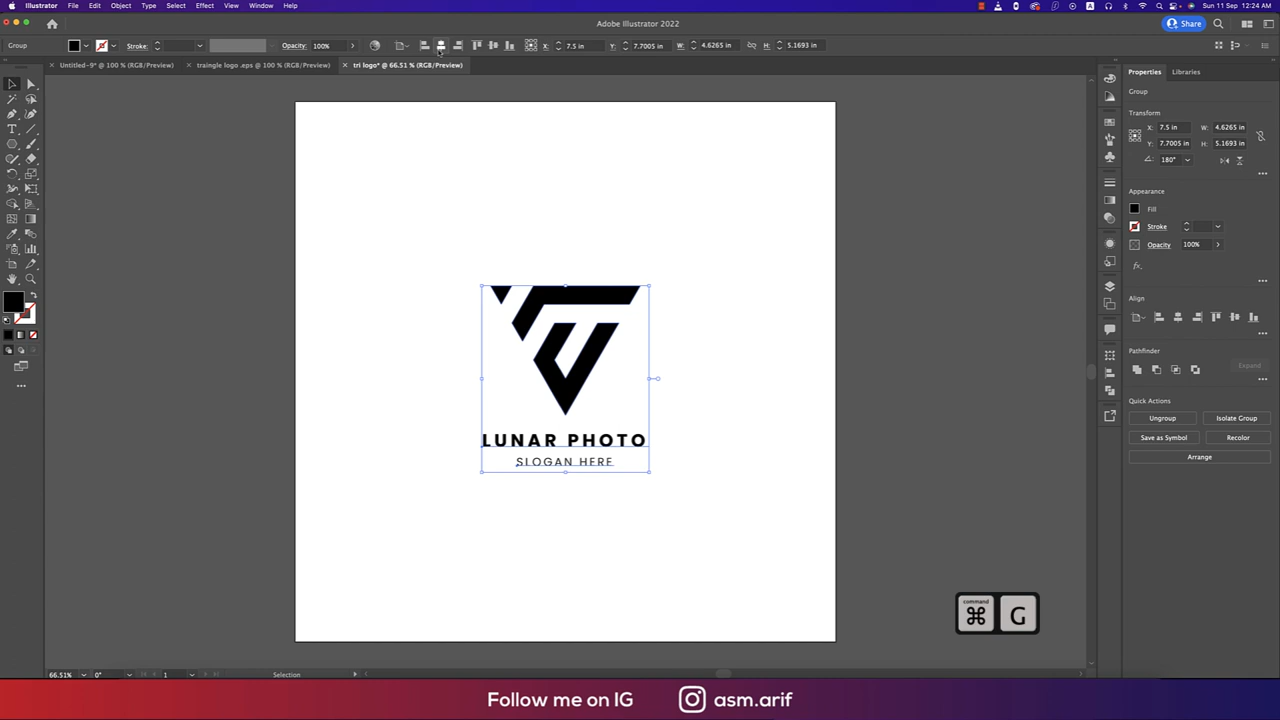 Illustrator File Edit Object Type Select Effect View Window Help
Sun 11 Sep 12:24 AM
Adobe Illustrator 2022
Share
Group Stroke: Opacity: 100% X: 7.5 in Y: 7.7005 in W: 4.6265 in H: 5.1693 in
× Untitled-9* @ 100 % (RGB/Preview) × traingle logo .eps @ 100% (RGB/Preview) × tri logo* @ 66.51 % (RGB/Preview)
Properties Libraries
Group
Transform
X: 7.5 in W: 4.6265 in
Y: 7.7005 in H: 5.1693 in
180°
Appearance
Fill
Stroke
Opacity 100%
fx.
Align
Pathfinder
Expand
Quick Actions
Ungroup Isolate Group
Save as Symbol Recolor
Arrange
LUNAR PHOTO
SLOGAN HERE
command
⌘ G
66.51% 0° 1 Selection
Follow me on IG asm.arif